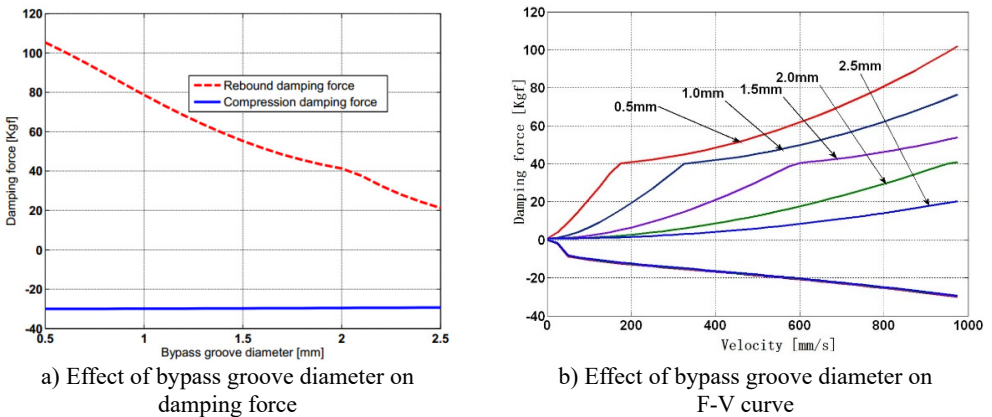 120
100
80
60
40
20
0
-20
-40
Damping force [Kgf]
Rebound damping force
Compression damping force
0.5
1
1.5
2
2.5
Bypass groove diameter [mm]
a) Effect of bypass groove diameter on
damping force
120
100
80
60
40
20
0
-20
-40
Damping force [Kgf]
0.5mm
1.0mm
1.5mm
2.0mm
2.5mm
0
200
400
600
800
1000
Velocity [mm/s]
b) Effect of bypass groove diameter on
F-V curve